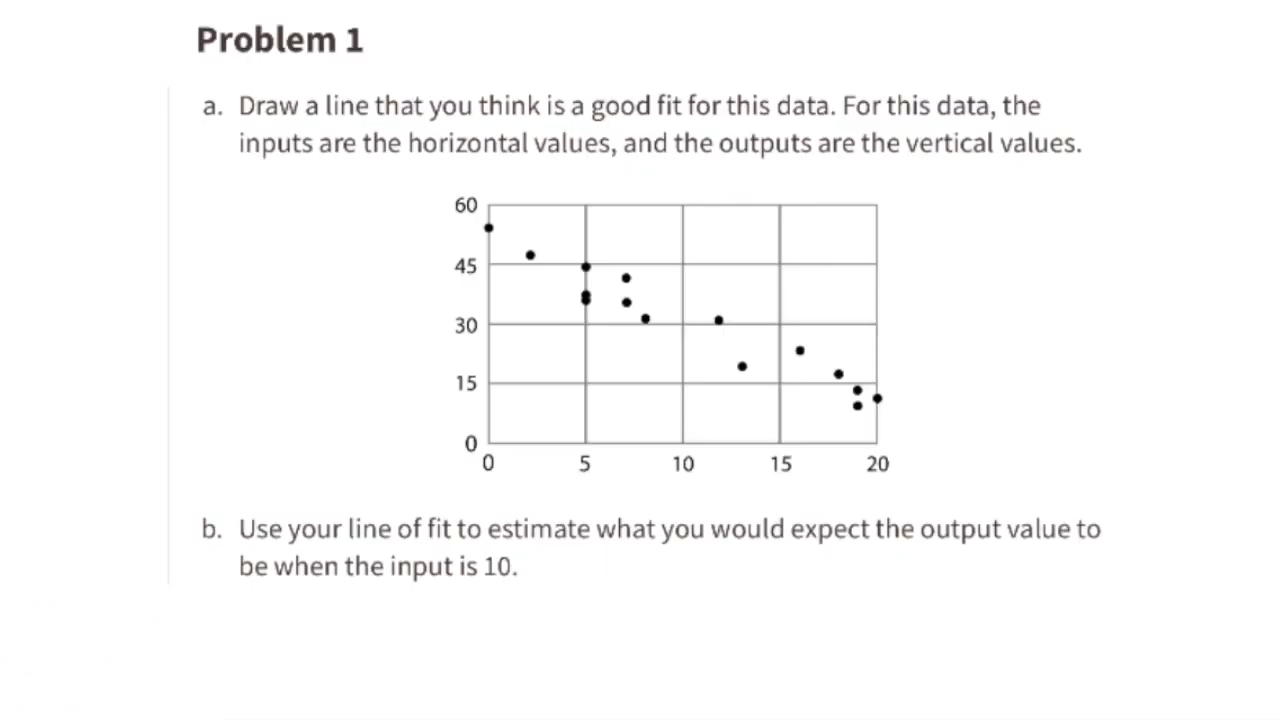 Problem 1
a. Draw a line that you think is a good fit for this data. For this data, the
inputs are the horizontal values, and the outputs are the vertical values.
60
45
30
15
0
0 5 10 15 20
b. Use your line of fit to estimate what you would expect the output value to
be when the input is 10.